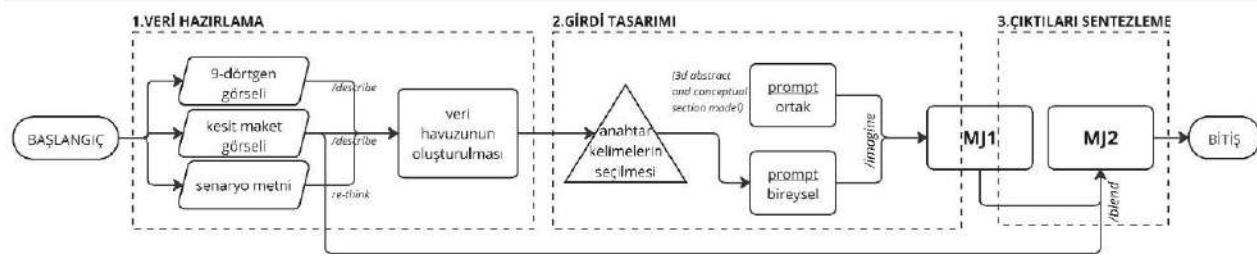 1.VERİ HAZIRLAMA
2.GİRDİ TASARIMI
3.ÇIKTILARI SENTEZLEME
BAŞLANGIÇ
9-dörtgen
görseli
/describe
kesit maket
görseli
/describe
senaryo metni
re-think
veri
havuzunun
oluşturulması
anahtar
kelimelerin
seçilmesi
(3d abstract
and conceptual
section model)
prompt
ortak
prompt
bireysel
/imagine
MJ1
MJ2
/blend
BİTİŞ